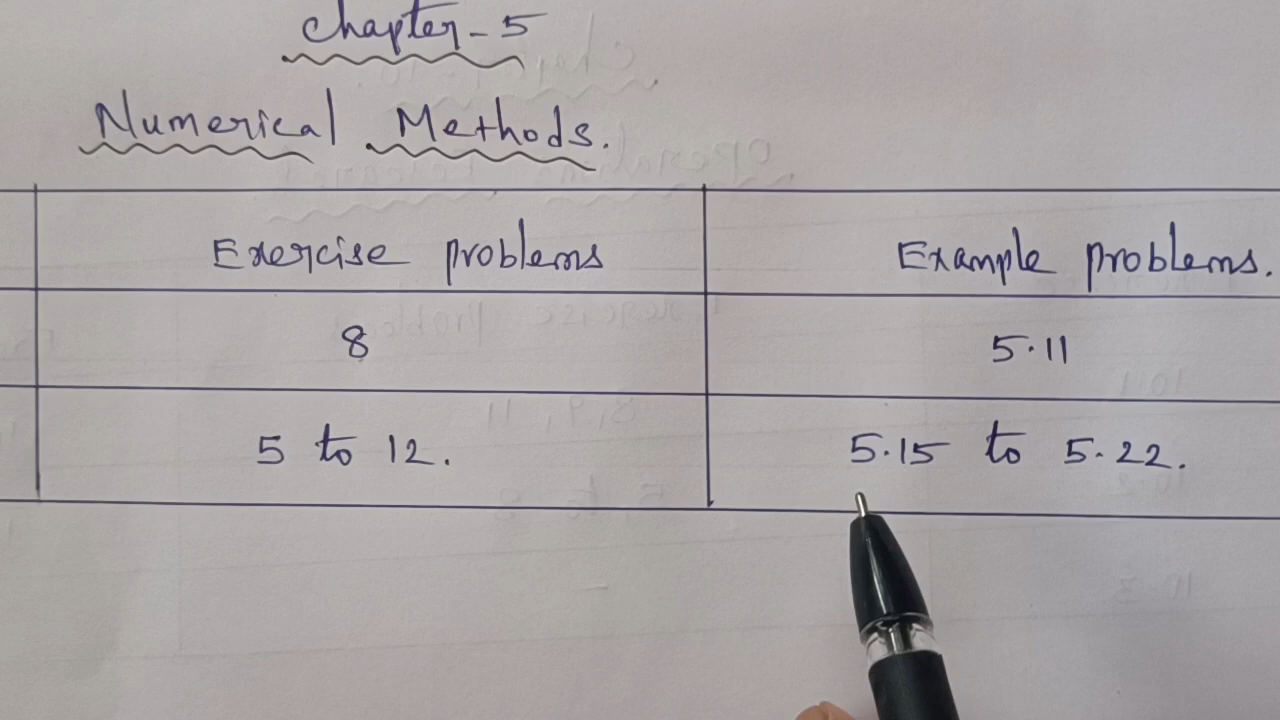 Chapter-5
Numerical Methods.
Exercise problems Example problems.
8 5.11
5 to 12. 5.15 to 5.22.